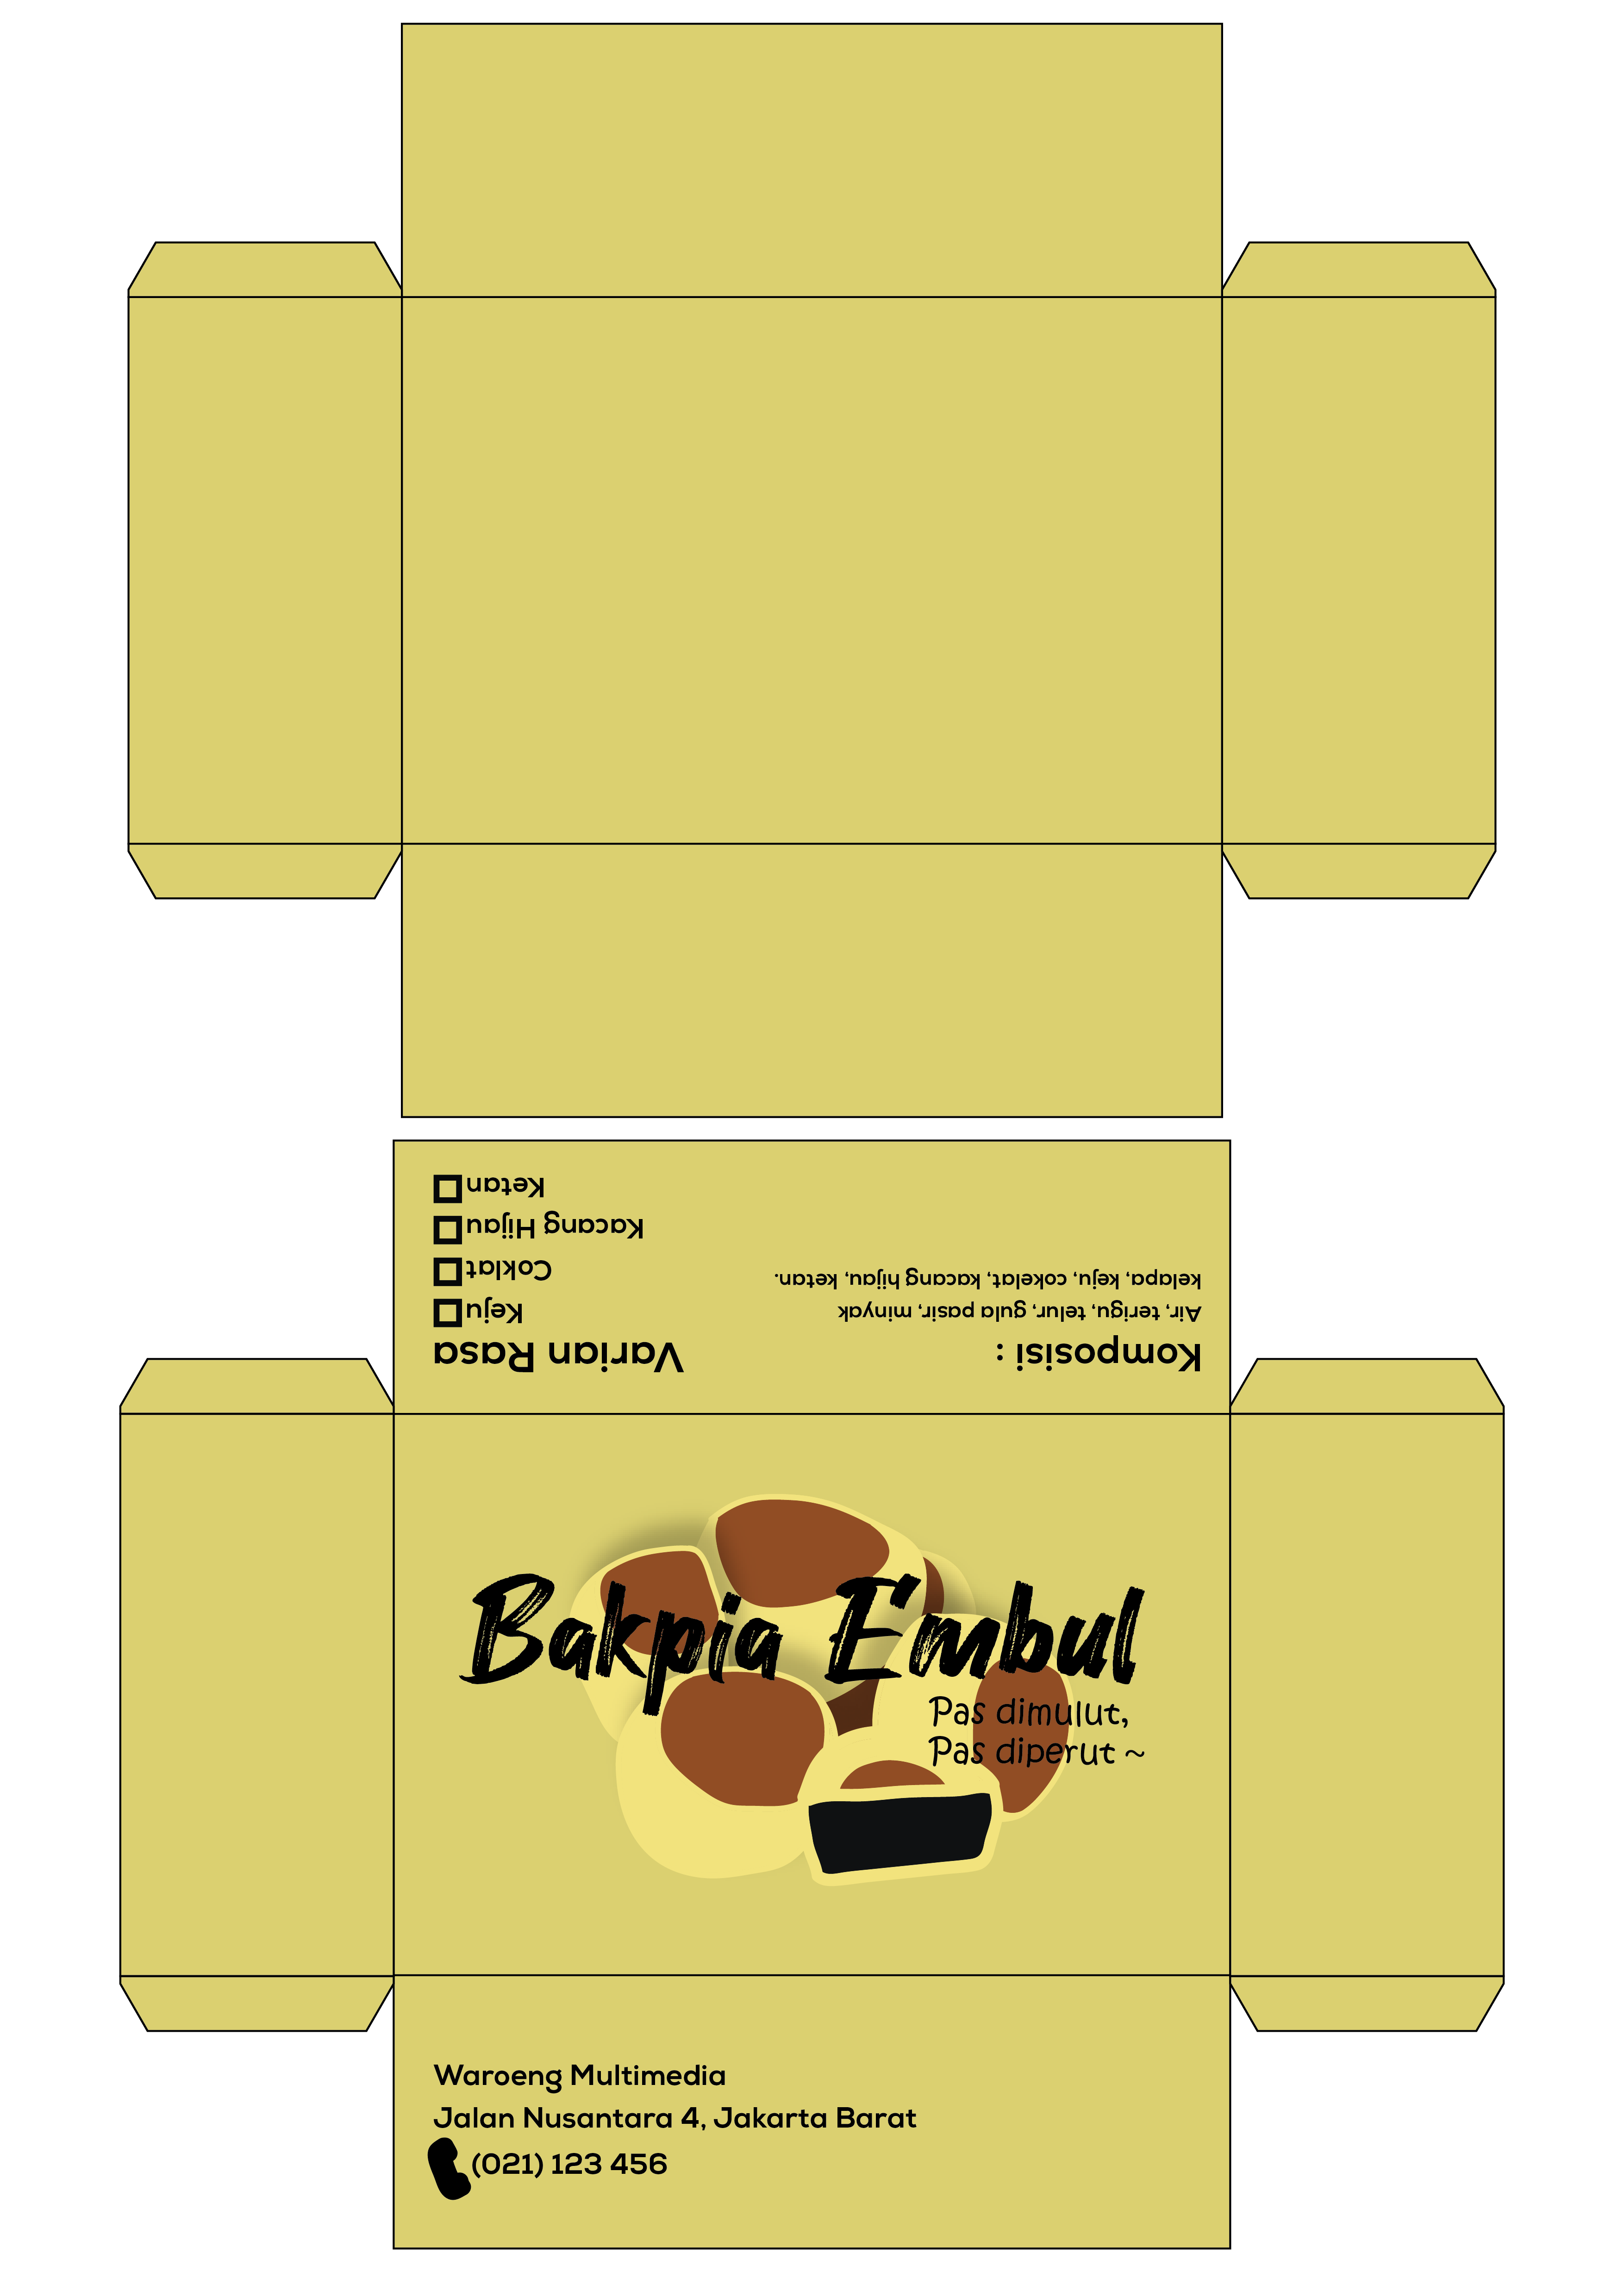 Varian Rasa
Keju
Coklat
Kacang Hijau
Ketan
Komposisi :
Air, terigu, telur, gula pasir, minyak
kelapa, keju, cokelat, kacang hijau, ketan.
Bakpia Embul
Pas dimulut,
Pas diperut ~
Waroeng Multimedia
Jalan Nusantara 4, Jakarta Barat
(021) 123 456